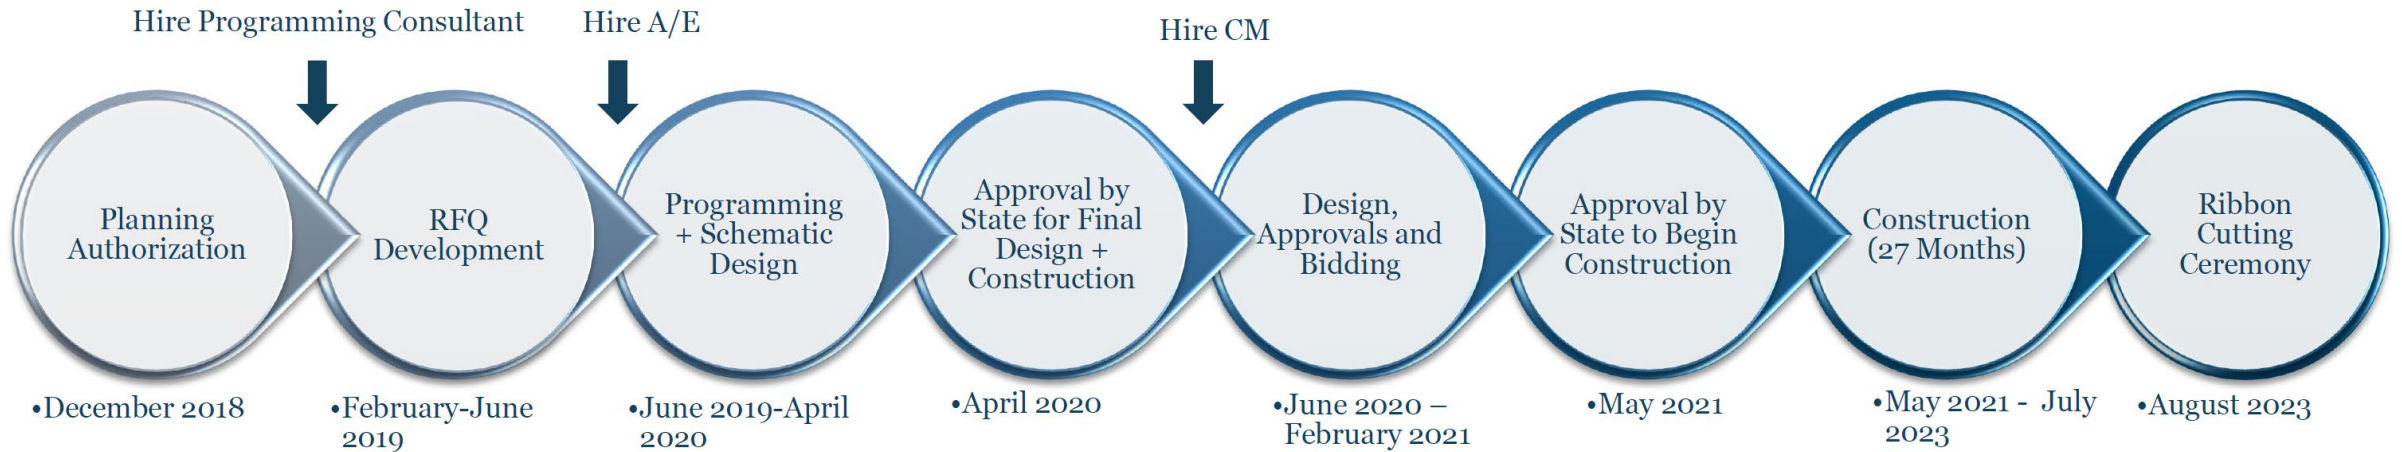 Hire Programming Consultant
Hire A/E
Hire CM
Planning
Authorization
RFQ
Development
Programming
+ Schematic
Design
Approval by
State for Final
Design +
Construction
Design,
Approvals and
Bidding
Approval by
State to Begin
Construction
Construction
(27 Months)
Ribbon
Cutting
Ceremony
•December 2018
•February-June
2019
•June 2019-April
2020
•April 2020
•June 2020 –
February 2021
•May 2021
•May 2021 - July
2023
•August 2023